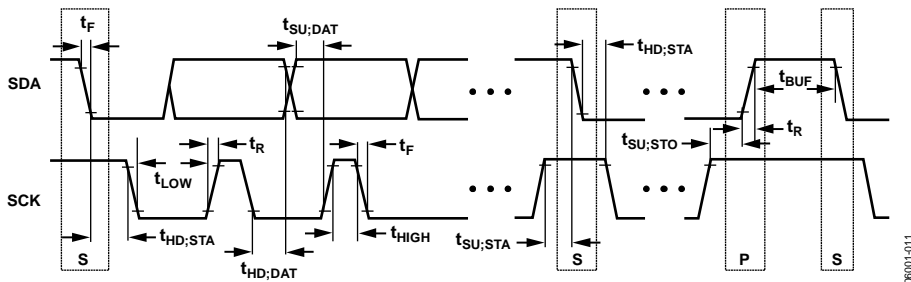 tF
tSU;DAT
tHD;STA
SDA
tBUF
tR
tF
tSU;STO
tR
tLOW
SCK
tHD;STA
tHIGH
tSU;STA
tHD;DAT
S
S
P
S
06001-011